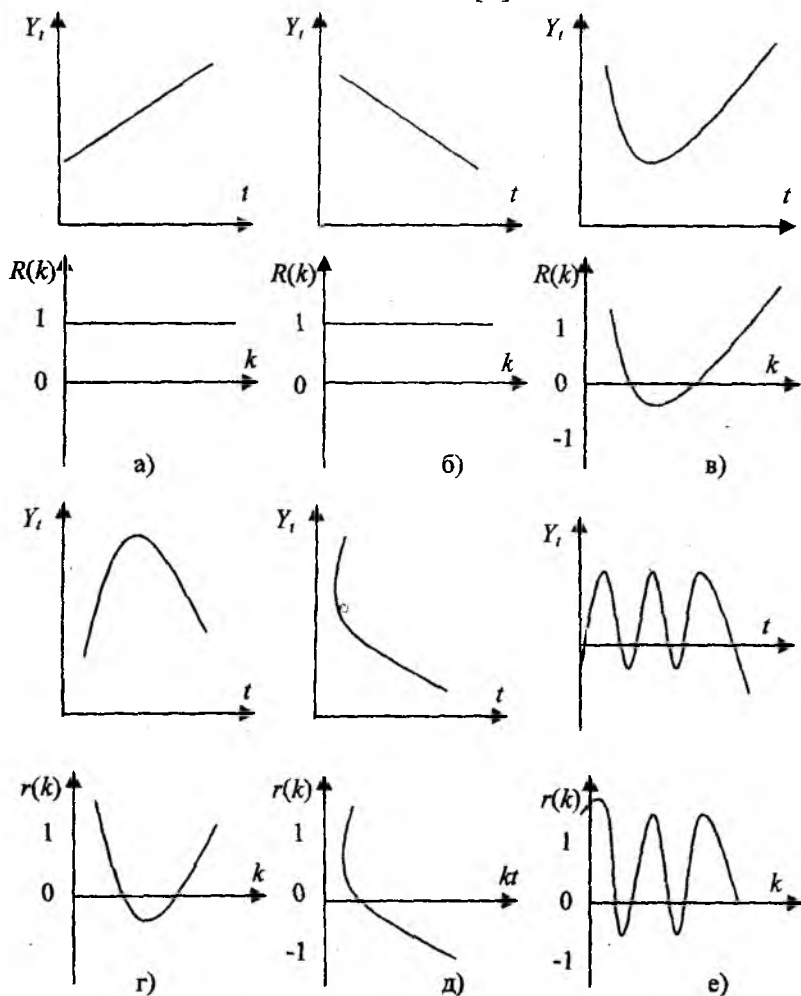 Y_t Y_t Y_t
t t t
R(k) R(k) R(k)
1 1 1
k k k
0 0 0
-1
а) б) в)
Y_t Y_t Y_t
t t t
r(k) r(k) r(k)
1 1 1
k kt k
0 0 0
-1 -1
г) д) е)